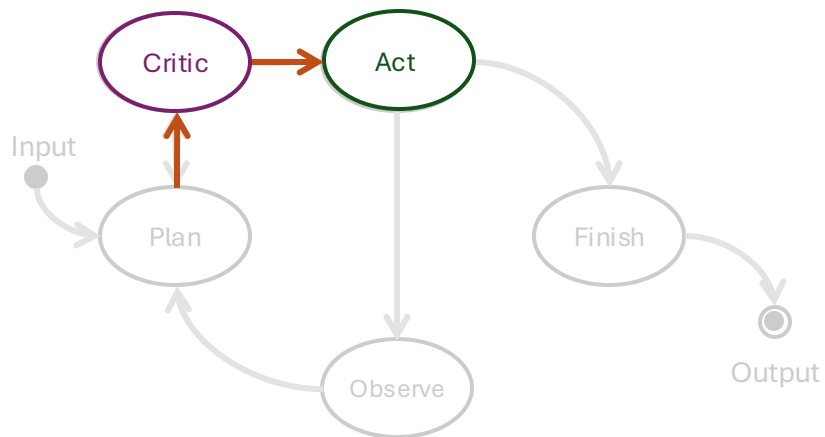 Critic
Act
Input
Plan
Finish
Observe
Output